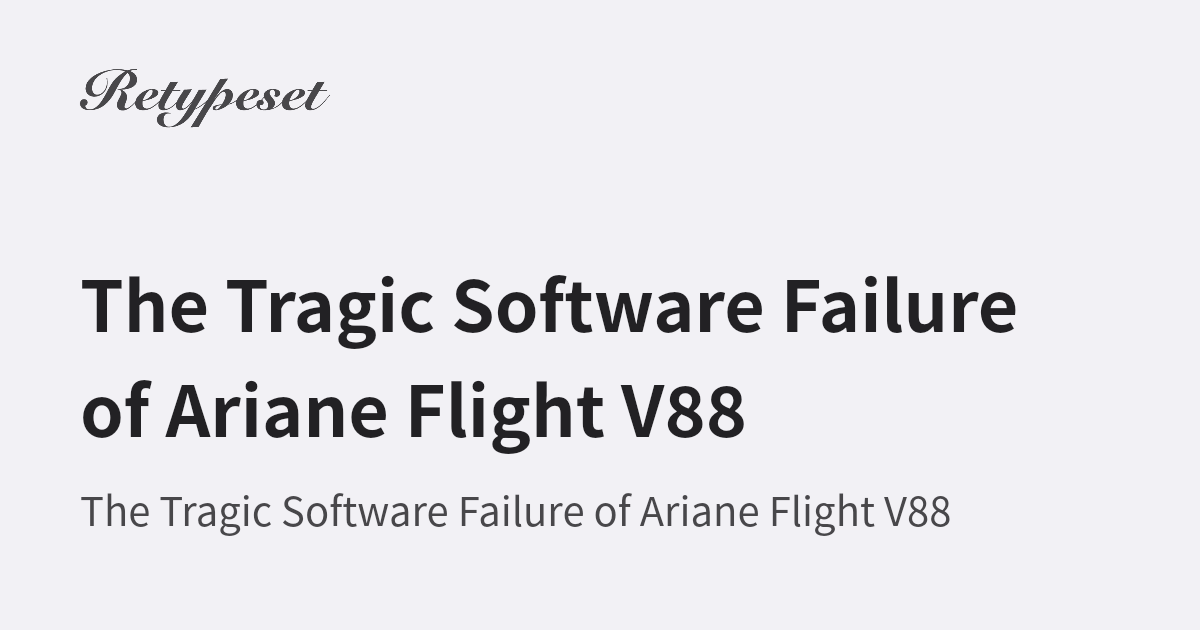 Retypeset
The Tragic Software Failure
of Ariane Flight V88
The Tragic Software Failure of Ariane Flight V88